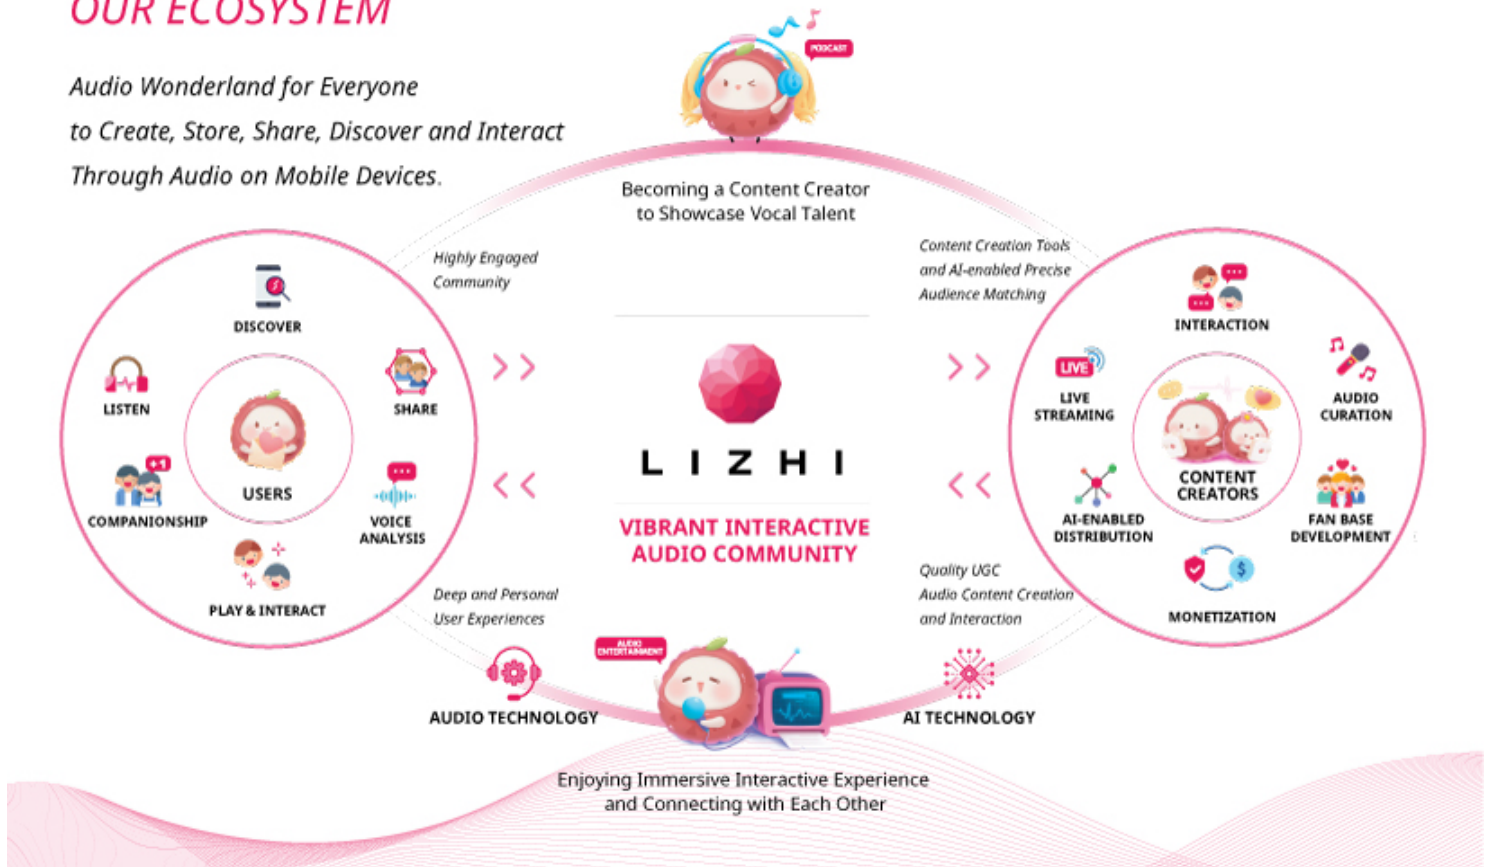 OUR ECOSYSTEM
Audio Wonderland for Everyone
to Create, Store, Share, Discover and Interact
Through Audio on Mobile Devices.
PODCAST
Becoming a Content Creator
to Showcase Vocal Talent
Highly Engaged
Community
Content Creation Tools
and AI-enabled Precise
Audience Matching
DISCOVER
LISTEN
SHARE
USERS
COMPANIONSHIP
VOICE
ANALYSIS
PLAY & INTERACT
LIZHI
VIBRANT INTERACTIVE
AUDIO COMMUNITY
INTERACTION
LIVE
LIVE
STREAMING
AUDIO
CURATION
CONTENT
CREATORS
AI-ENABLED
DISTRIBUTION
FAN BASE
DEVELOPMENT
MONETIZATION
+1
$
Deep and Personal
User Experiences
Quality UGC
Audio Content Creation
and Interaction
AUDIO
ENTERTAINMENT
AUDIO TECHNOLOGY
AI TECHNOLOGY
Enjoying Immersive Interactive Experience
and Connecting with Each Other